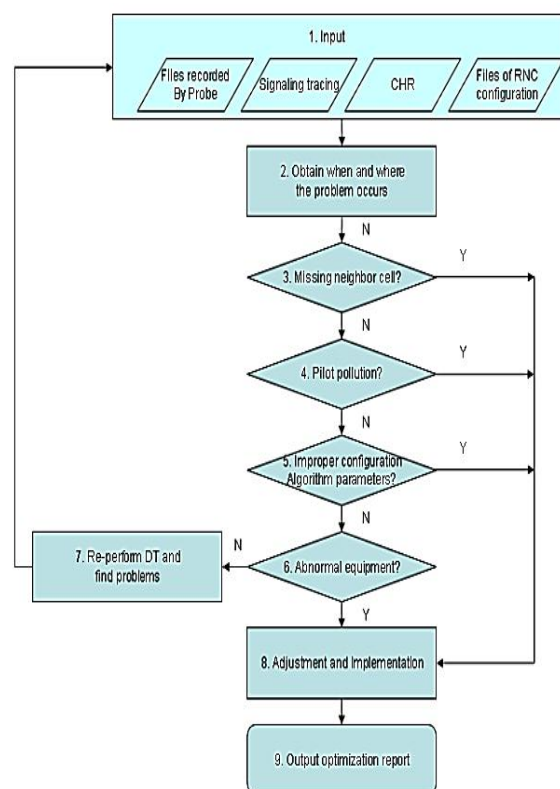 1. Input
Files recorded
By Probe
Signaling tracing
CHR
Files of RNC
configuration
2. Obtain when and where
the problem occurs
N
3. Missing neighbor cell?
Y
N
4. Pilot pollution?
Y
N
5. Improper configuration
Algorithm parameters?
Y
N
6. Abnormal equipment?
N
7. Re-perform DT and
find problems
Y
8. Adjustment and Implementation
9. Output optimization report